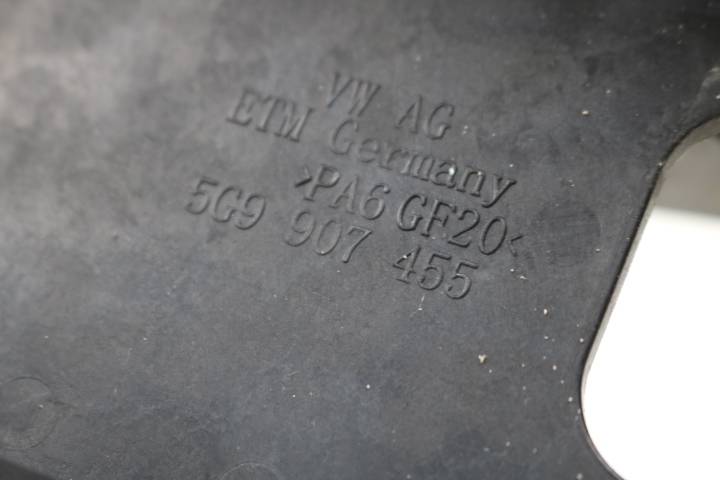 VW AG
ETM Germany
>PA6 GF20<
5G9 907 455